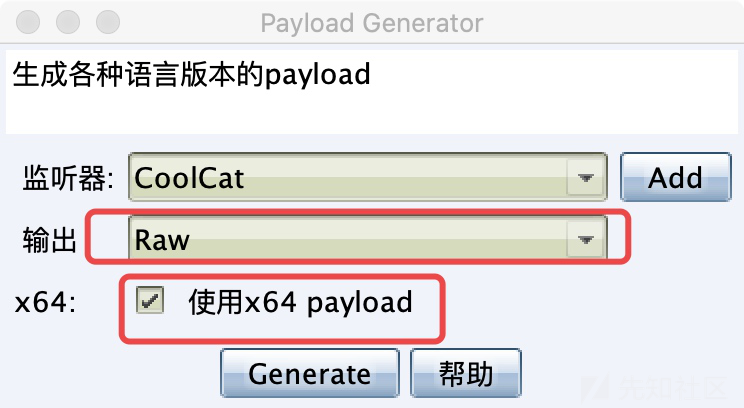 Payload Generator
生成各种语言版本的payload
监听器: CoolCat Add
输出 Raw
x64: 使用x64 payload
Generate 帮助
先知社区